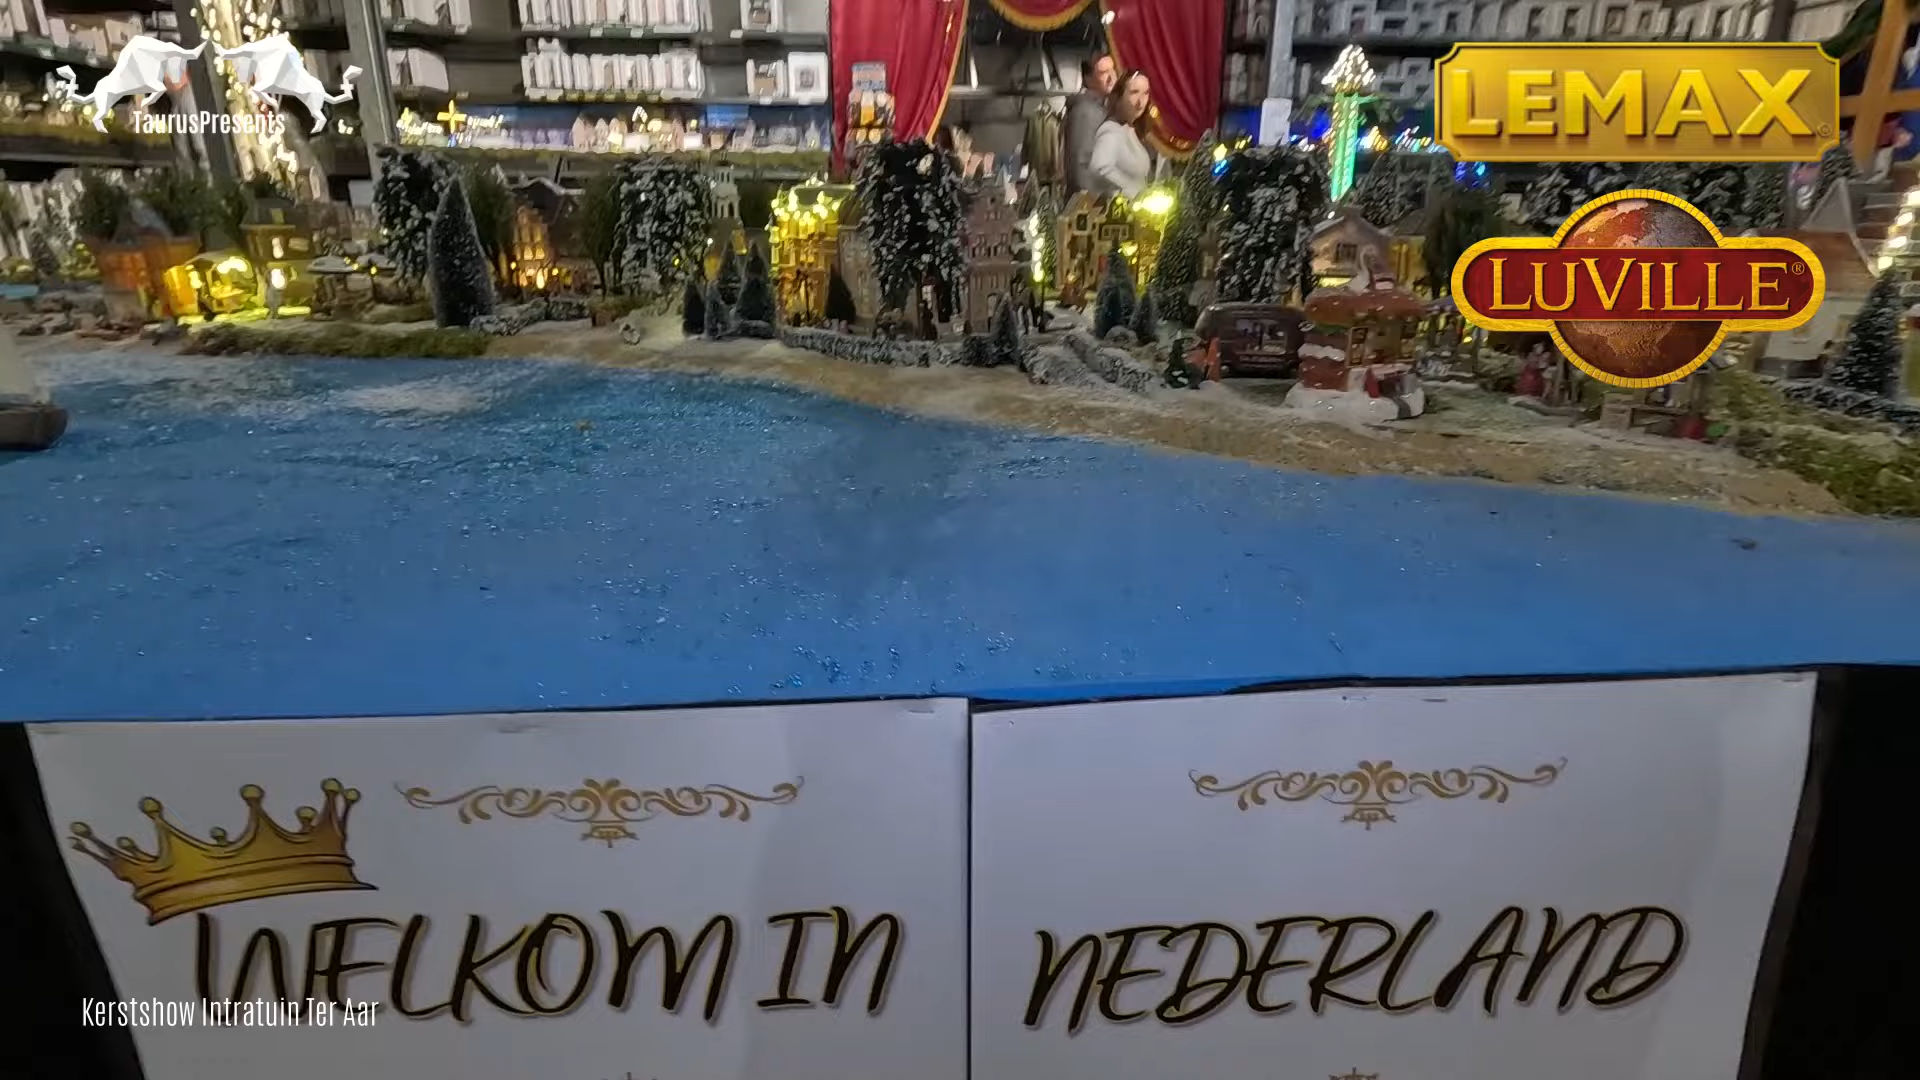 TaurusPresents
LEMAX
LUVILLE®
WELKOM IN
NEDERLAND
Kerstshow Intratuin Ter Aar